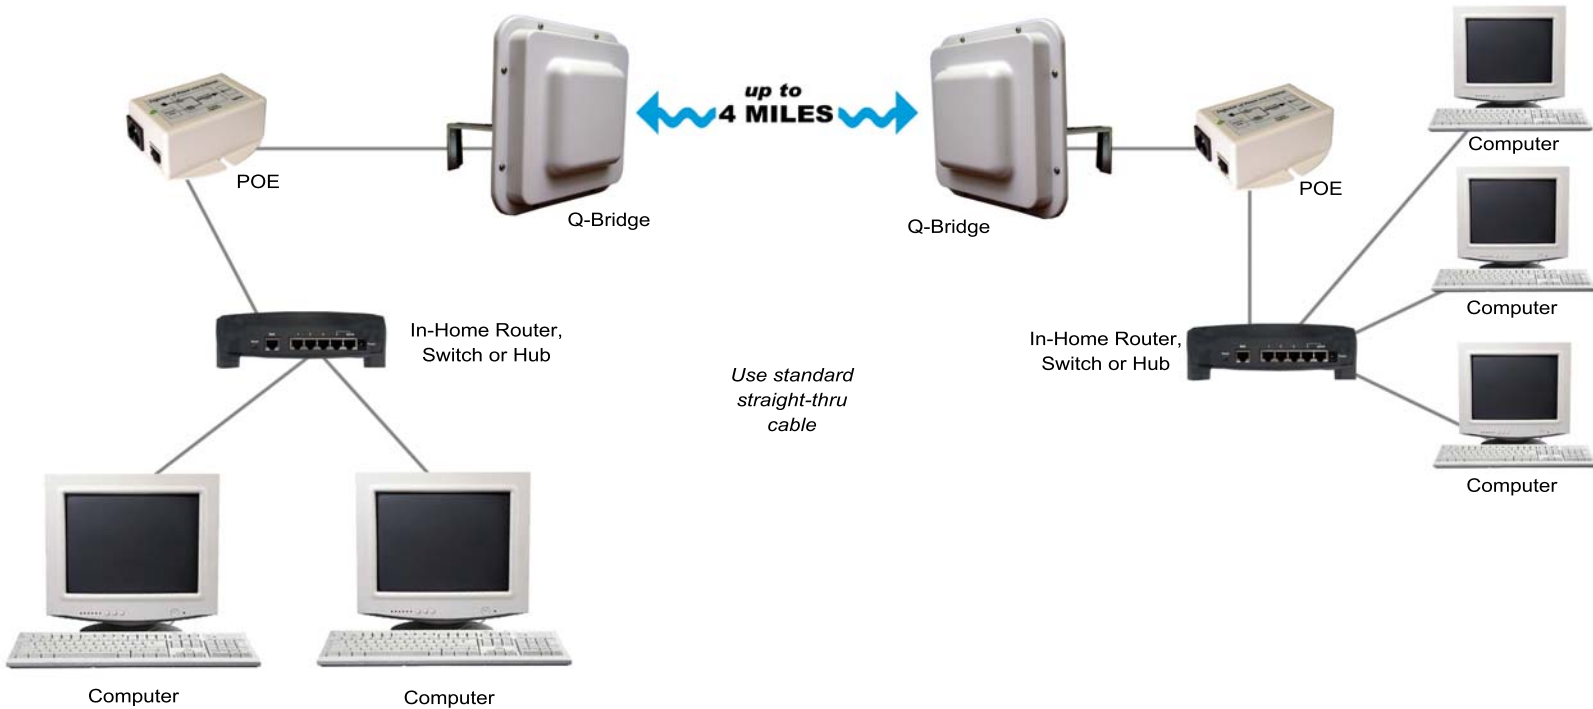 up to
4 MILES
POE
Q-Bridge
Q-Bridge
POE
Computer
Computer
Computer
In-Home Router,
Switch or Hub
In-Home Router,
Switch or Hub
Use standard
straight-thru
cable
Computer
Computer